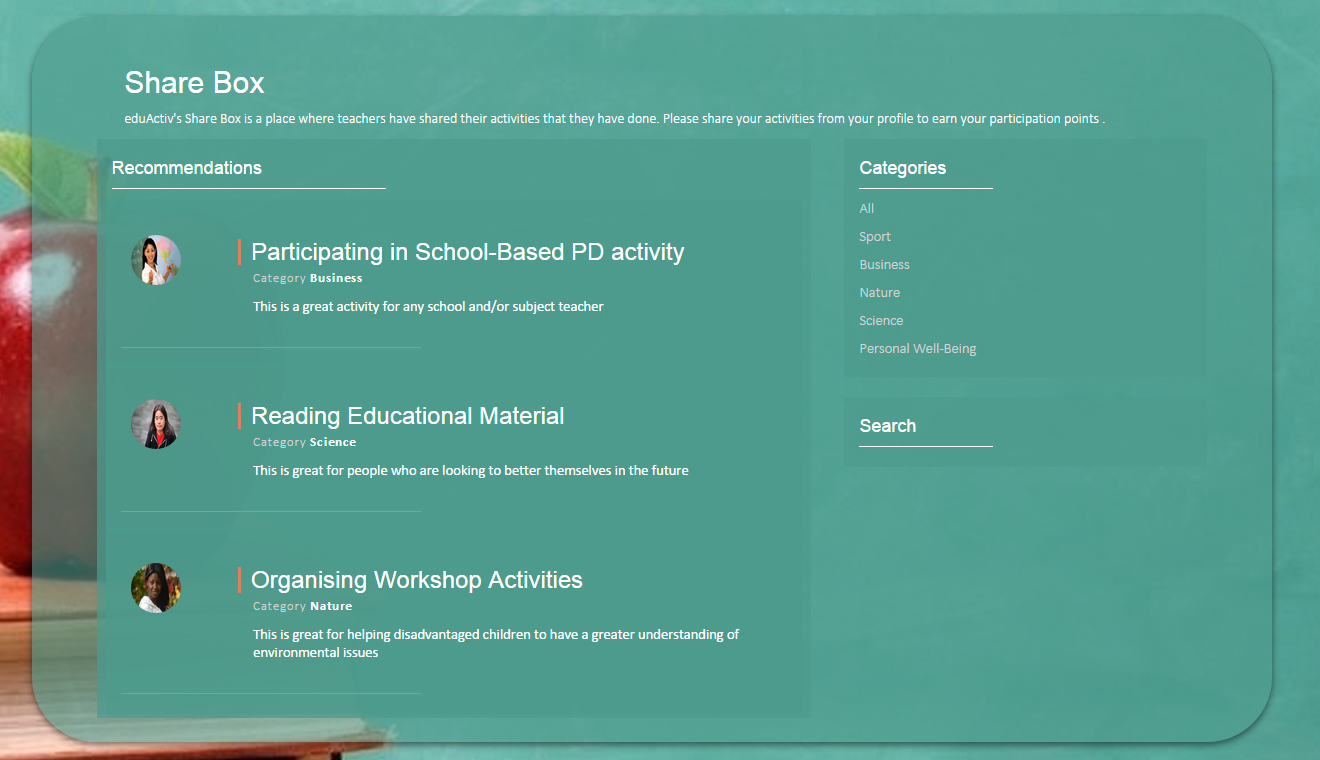 Share Box
eduActiv's Share Box is a place where teachers have shared their activities that they have done. Please share your activities from your profile to earn your participation points .
Recommendations
Participating in School-Based PD activity
Category Business
This is a great activity for any school and/or subject teacher
Reading Educational Material
Category Science
This is great for people who are looking to better themselves in the future
Organising Workshop Activities
Category Nature
This is great for helping disadvantaged children to have a greater understanding of
environmental issues
Categories
All
Sport
Business
Nature
Science
Personal Well-Being
Search